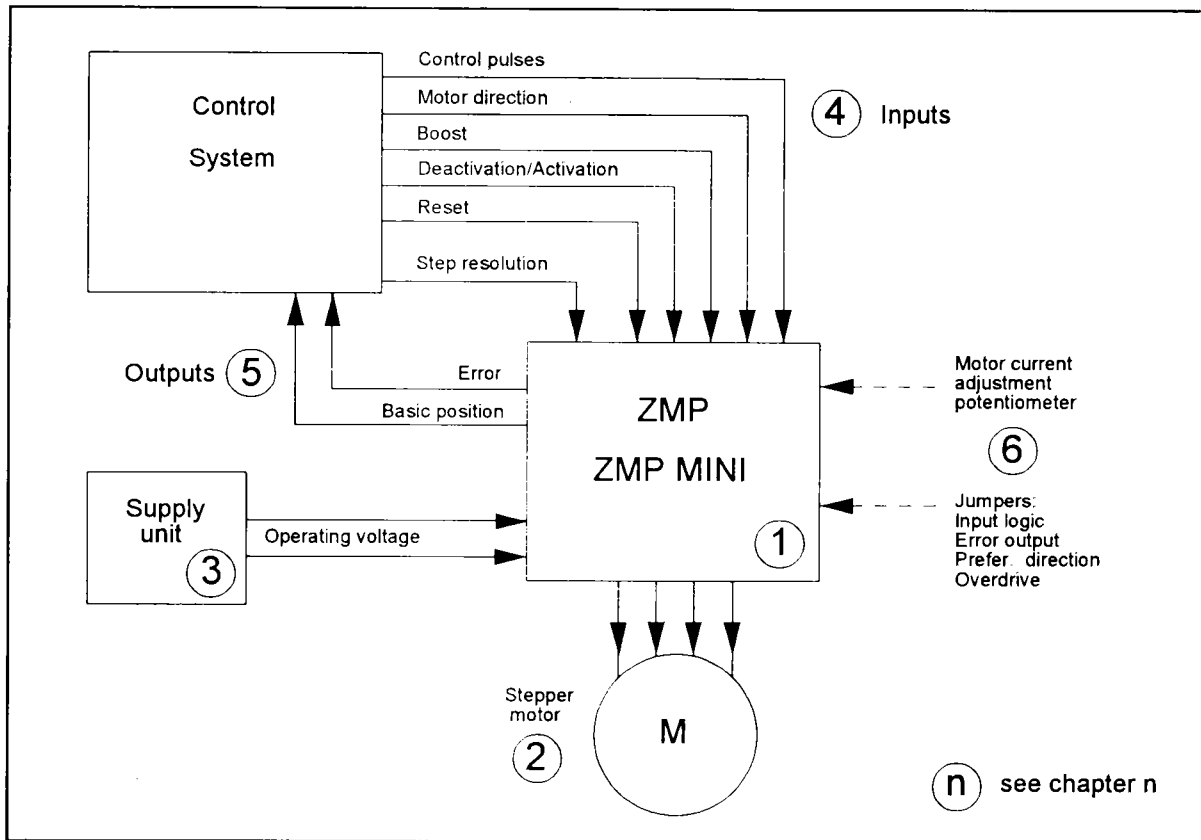 Control
System
Control pulses
Motor direction
Boost
Deactivation/Activation
Reset
Step resolution
4 Inputs
Outputs 5
Error
Basic position
ZMP
ZMP MINI
1
Motor current
adjustment
potentiometer
6
Jumpers:
Input logic
Error output
Prefer. direction
Overdrive
Supply
unit
3
Operating voltage
Stepper
motor
2
M
n see chapter n